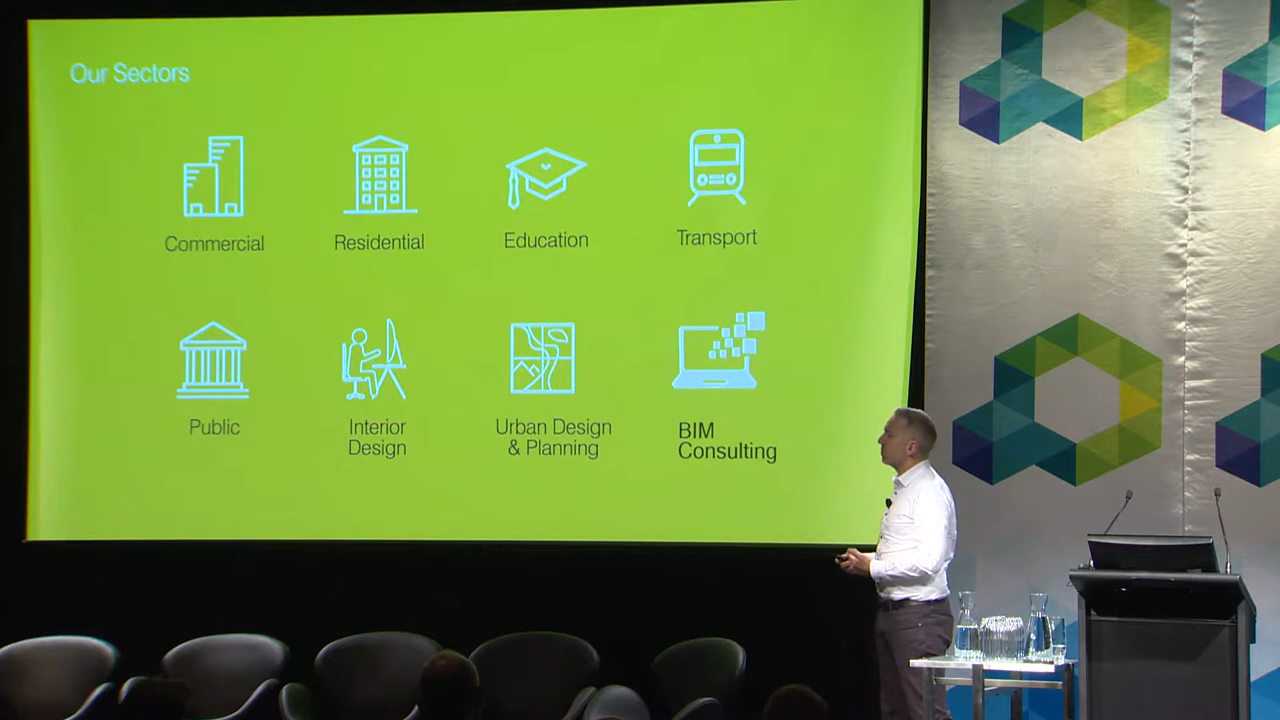 Our Sectors
Commercial
Residential
Education
Transport
Public
Interior
Design
Urban Design
& Planning
BIM
Consulting